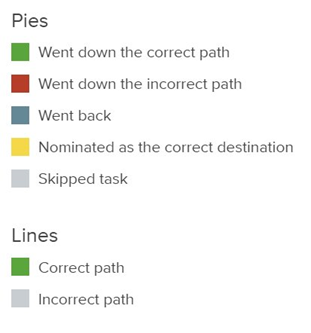 Pies
Went down the correct path
Went down the incorrect path
Went back
Nominated as the correct destination
Skipped task
Lines
Correct path
Incorrect path